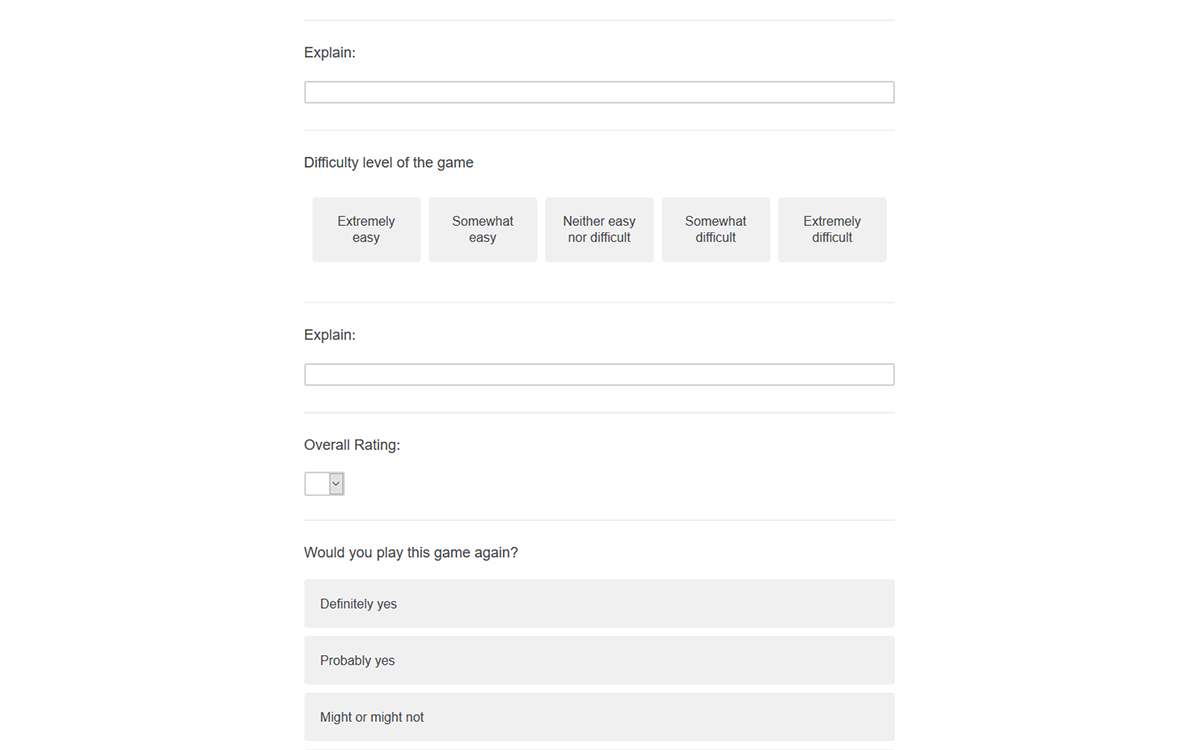 Explain:
Difficulty level of the game
Extremely
easy
Somewhat
easy
Neither easy
nor difficult
Somewhat
difficult
Extremely
difficult
Explain:
Overall Rating:
Would you play this game again?
Definitely yes
Probably yes
Might or might not